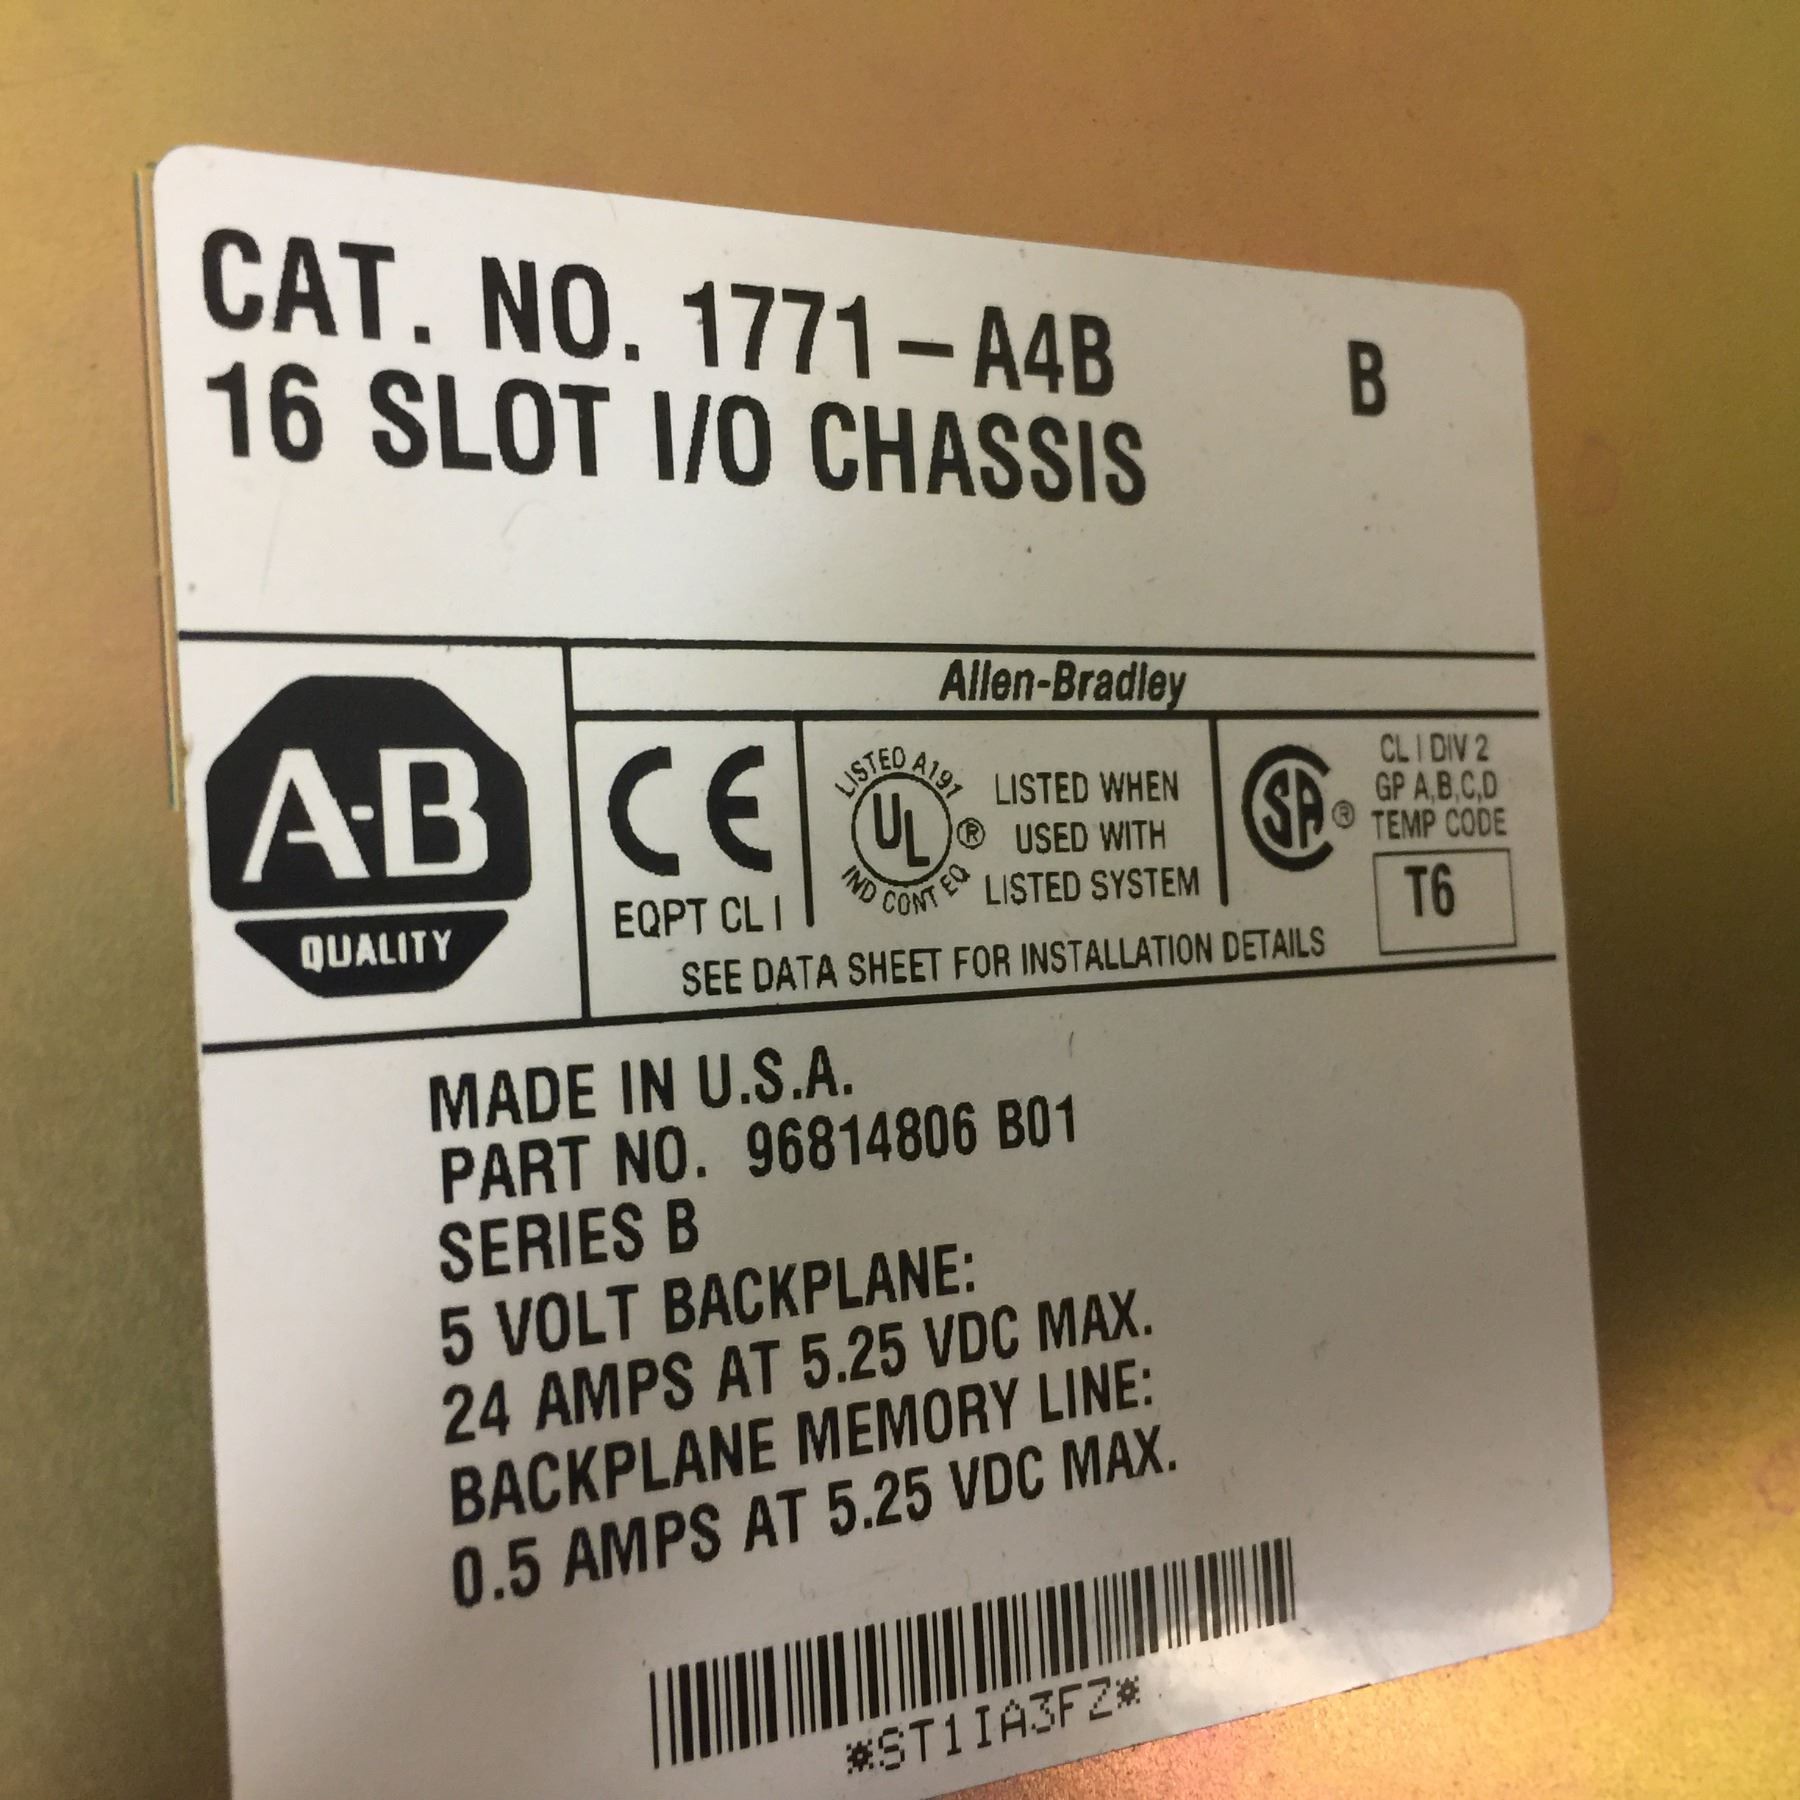 CAT. NO. 1771-A4B B
16 SLOT I/O CHASSIS
Allen-Bradley
A-B
QUALITY
CE
EQPT CL I
LISTED A191
UL ®
IND CONT EQ
LISTED WHEN
USED WITH
LISTED SYSTEM
SA ®
CL I DIV 2
GP A,B,C,D
TEMP CODE
T6
SEE DATA SHEET FOR INSTALLATION DETAILS
MADE IN U.S.A.
PART NO. 96814806 B01
SERIES B
5 VOLT BACKPLANE:
24 AMPS AT 5.25 VDC MAX.
BACKPLANE MEMORY LINE:
0.5 AMPS AT 5.25 VDC MAX.
*ST1IA3FZ*